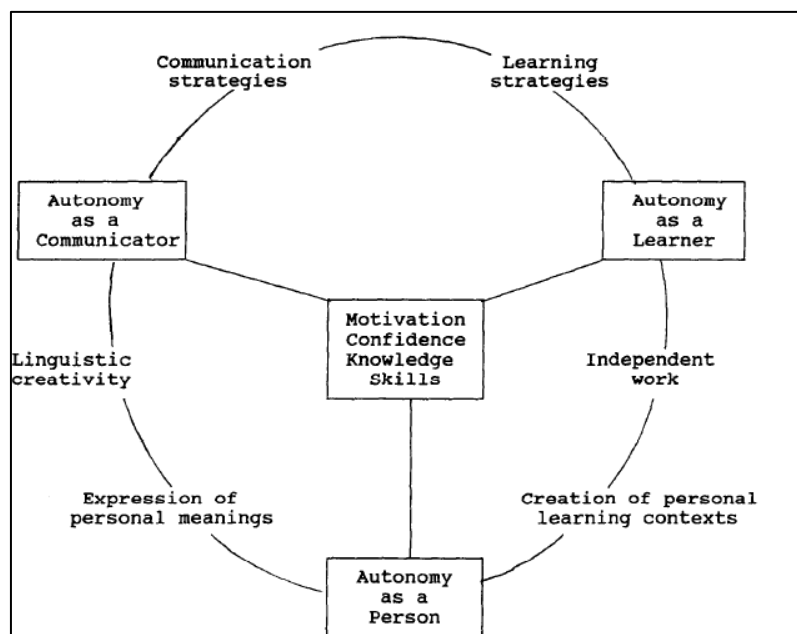 Communication
strategies
Learning
strategies
Autonomy
as a
Communicator
Autonomy
as a
Learner
Motivation
Confidence
Knowledge
Skills
Linguistic
creativity
Independent
work
Expression of
personal meanings
Creation of personal
learning contexts
Autonomy
as a
Person